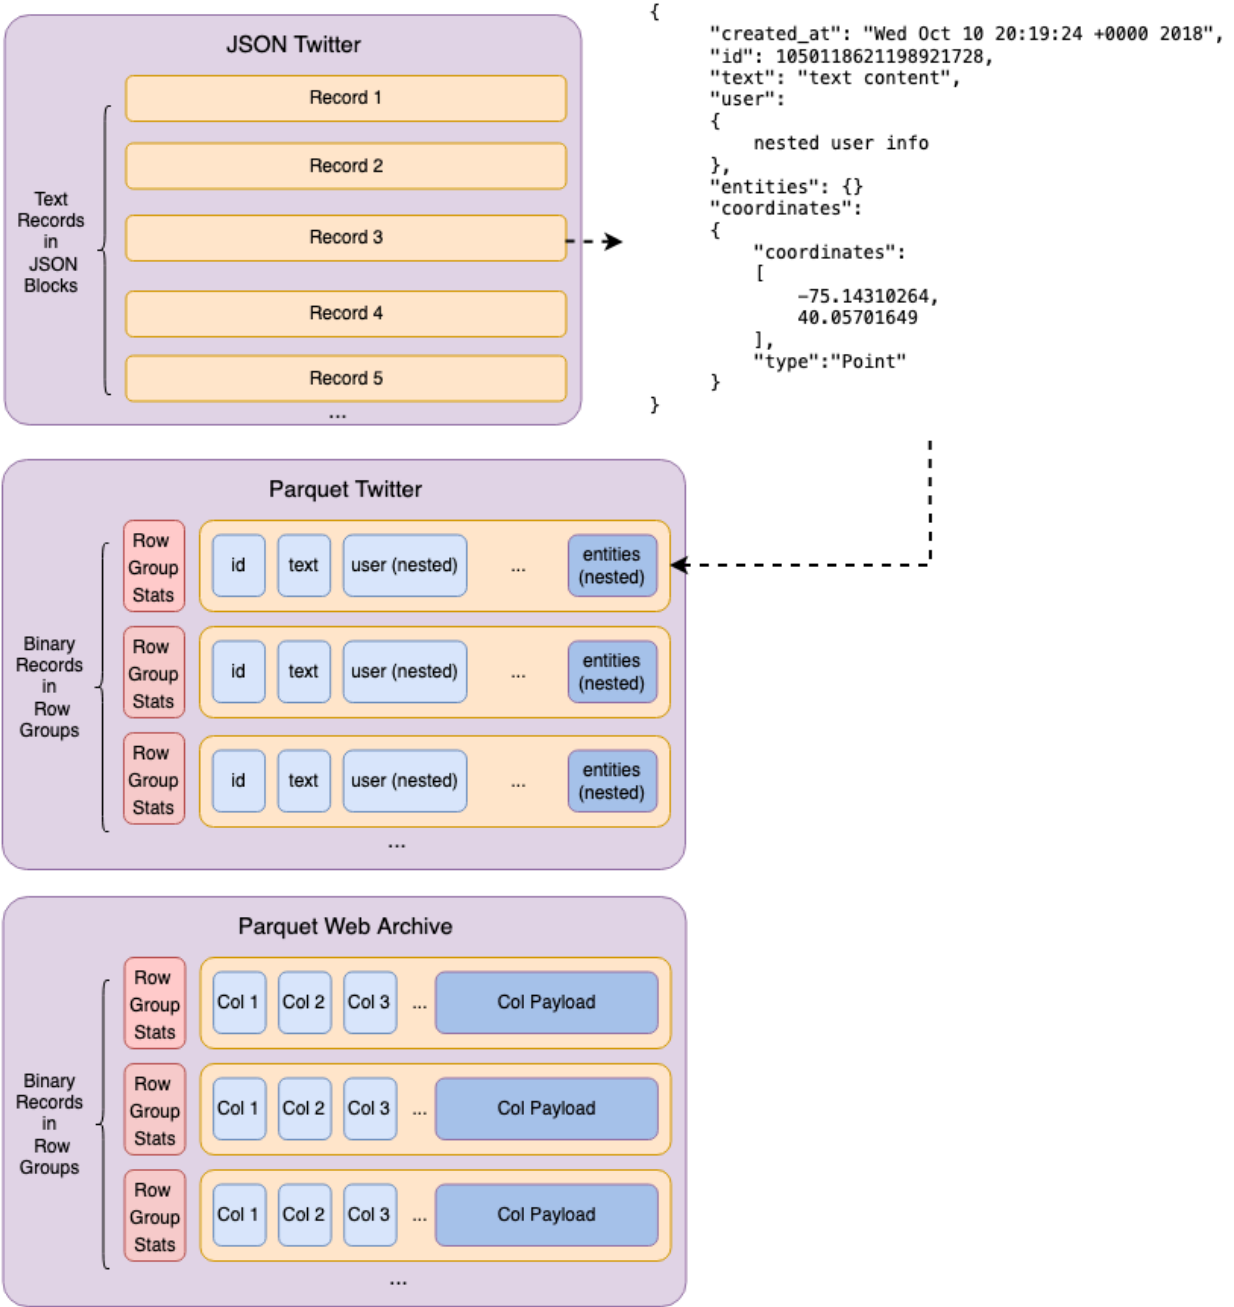 JSON Twitter
Text
Records
in
JSON
Blocks
Record 1
Record 2
Record 3
Record 4
Record 5
...
{
"created_at": "Wed Oct 10 20:19:24 +0000 2018",
"id": 1050118621198921728,
"text": "text content",
"user":
{
nested user info
},
"entities": {}
"coordinates":
{
"coordinates":
[
-75.14310264,
40.05701649
],
"type":"Point"
}
}
Parquet Twitter
Binary
Records
in
Row
Groups
Row
Group
Stats
id
text
user (nested)
...
entities
(nested)
Row
Group
Stats
id
text
user (nested)
...
entities
(nested)
Row
Group
Stats
id
text
user (nested)
...
entities
(nested)
...
Parquet Web Archive
Binary
Records
in
Row
Groups
Row
Group
Stats
Col 1
Col 2
Col 3
...
Col Payload
Row
Group
Stats
Col 1
Col 2
Col 3
...
Col Payload
Row
Group
Stats
Col 1
Col 2
Col 3
...
Col Payload
...